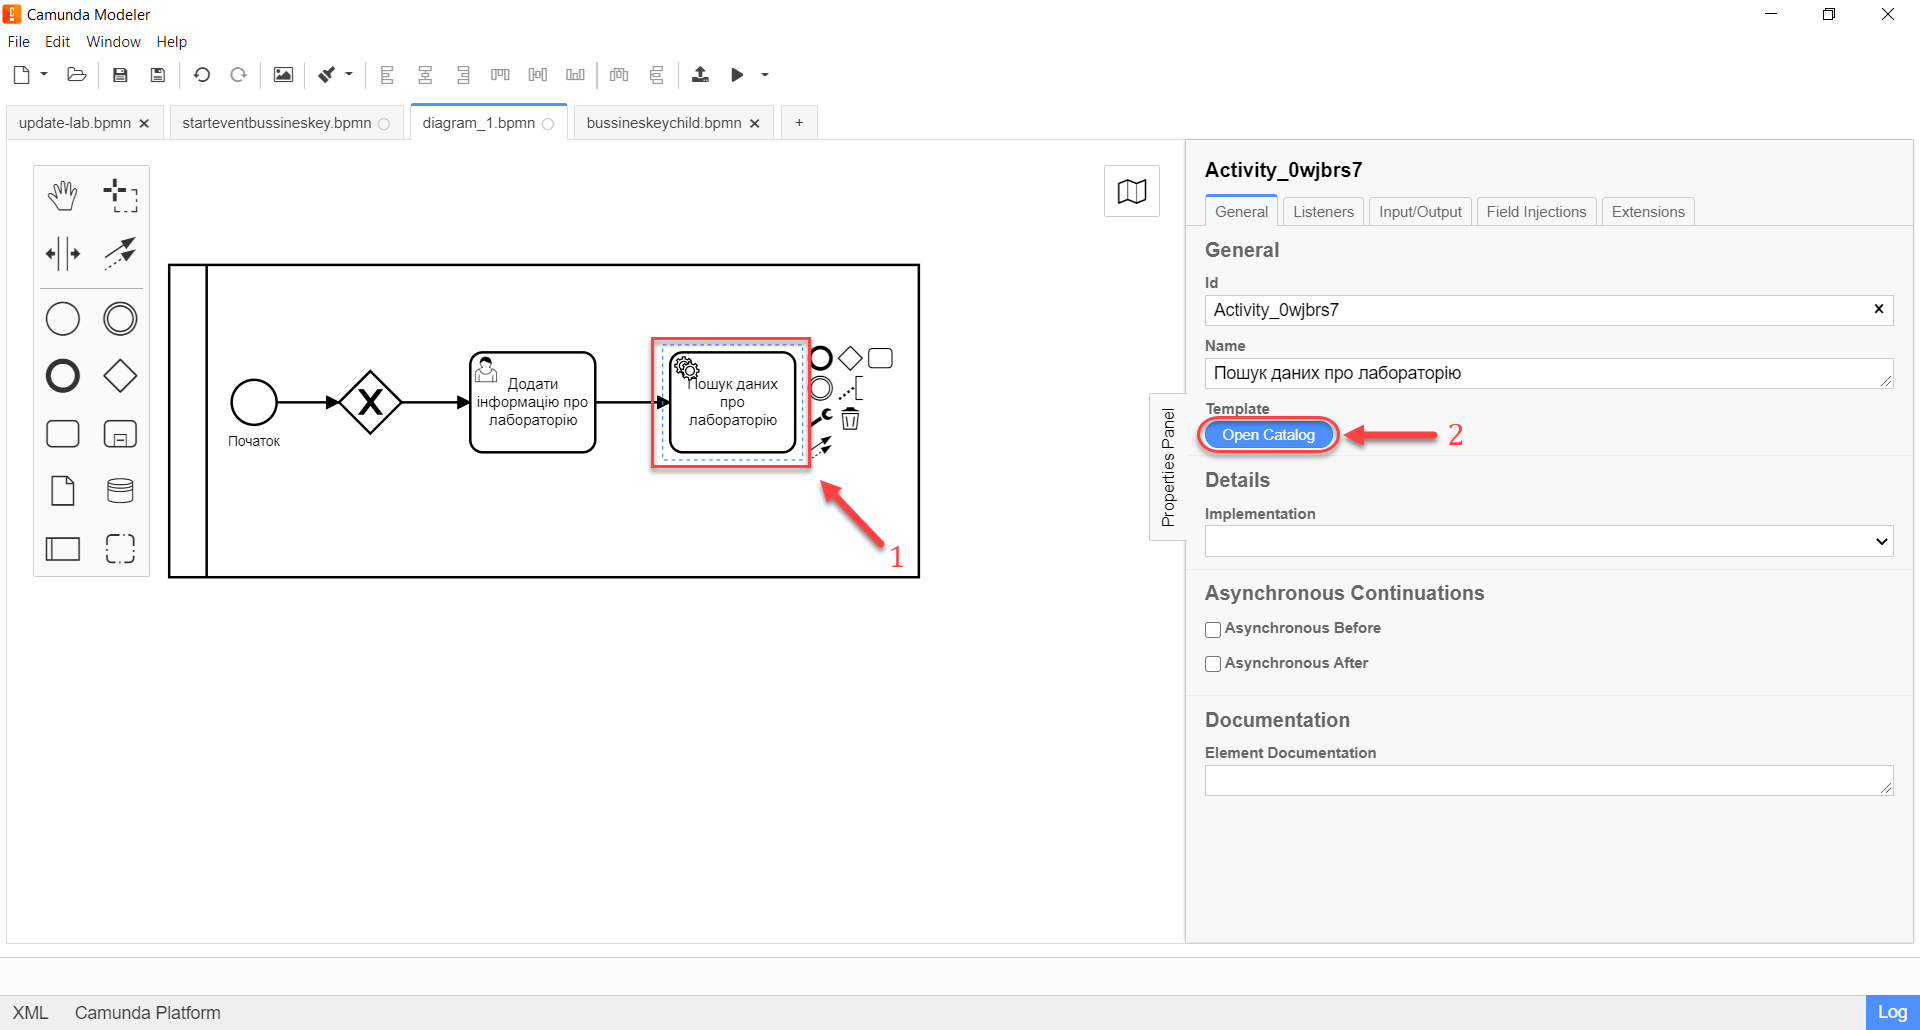 Camunda Modeler
File Edit Window Help
update-lab.bpmn
starteventbussineskey.bpmn
diagram_1.bpmn
bussineskeychild.bpmn
+
Початок
X
Додати
інформацію про
лабораторію
Пошук даних
про
лабораторію
1
Properties Panel
Activity_0wjbrs7
General
Listeners
Input/Output
Field Injections
Extensions
General
Id
Activity_0wjbrs7
Name
Пошук даних про лабораторію
Template
Open Catalog
2
Details
Implementation
Asynchronous Continuations
Asynchronous Before
Asynchronous After
Documentation
Element Documentation
XML
Camunda Platform
Log